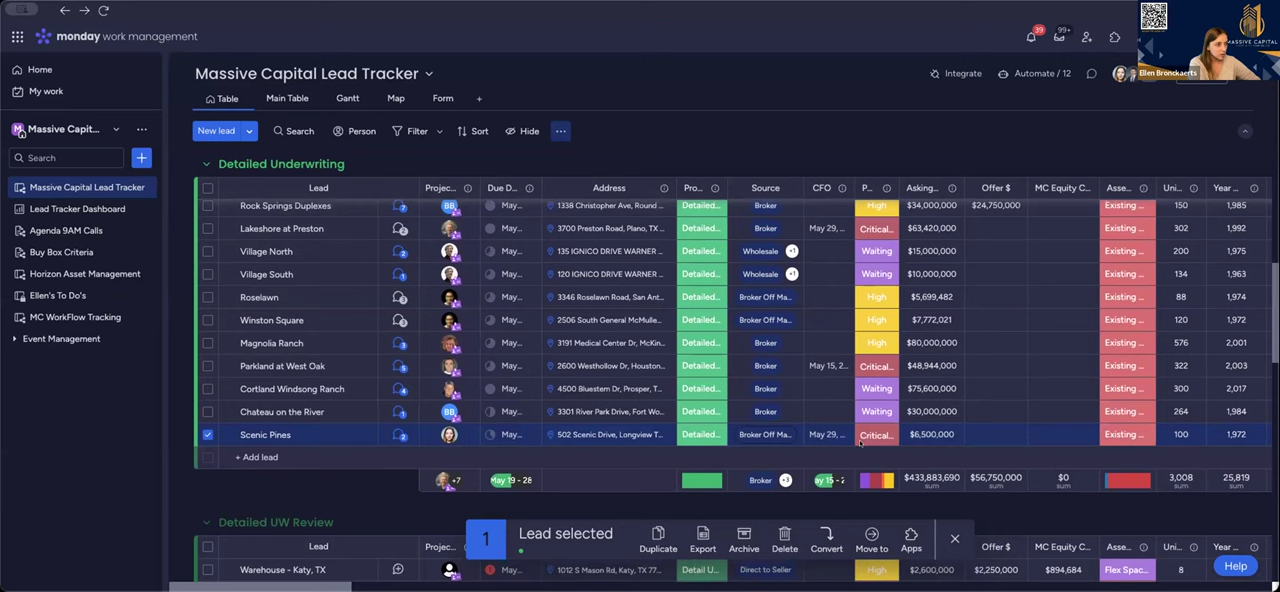 monday work management
39
99+
MASSIVE CAPITAL
Ellen Bronckaerts
Home
My work
M
Massive Capit...
Search
Massive Capital Lead Tracker
Lead Tracker Dashboard
Agenda 9AM Calls
Buy Box Criteria
Horizon Asset Management
Ellen's To Do's
MC WorkFlow Tracking
Event Management
Massive Capital Lead Tracker
Integrate
Automate / 12
Table
Main Table
Gantt
Map
Form
New lead
Search
Person
Filter
Sort
Hide
Detailed Underwriting
Lead Projec... Due D... Address Pro... Source CFO P... Asking... Offer $ MC Equity C... Asse... Uni... Year ...
Rock Springs Duplexes 7 BB May... 1338 Christopher Ave, Round ... Detailed... Broker High $34,000,000 $24,750,000 Existing ... 150 1,985
Lakeshore at Preston 2 May... 3700 Preston Road, Plano, TX ... Detailed... Broker May 29, ... Critical... $63,420,000 Existing ... 302 1,992
Village North 2 May... 135 IGNICO DRIVE WARNER ... Detailed... Wholesale +1 Waiting $15,000,000 Existing ... 200 1,975
Village South 1 May... 120 IGNICO DRIVE WARNER ... Detailed... Wholesale +1 Waiting $10,000,000 Existing ... 134 1,963
Roselawn 3 May... 3346 Roselawn Road, San Ant... Detailed... Broker Off Ma... High $5,699,482 Existing ... 88 1,974
Winston Square 3 May... 2506 South General McMulle... Detailed... Broker Off Ma... High $7,772,021 Existing ... 120 1,972
Magnolia Ranch 3 May... 3191 Medical Center Dr, McKin... Detailed... Broker High $80,000,000 Existing ... 576 2,001
Parkland at West Oak 5 May... 2600 Westhollow Dr, Houston... Detailed... Broker May 15, 2... Critical... $48,944,000 Existing ... 322 2,003
Cortland Windsong Ranch 4 May... 4500 Bluestem Dr, Prosper, T... Detailed... Broker Waiting $75,600,000 Existing ... 300 2,017
Chateau on the River 1 BB May... 3301 River Park Drive, Fort Wo... Detailed... Broker Waiting $30,000,000 Existing ... 264 1,984
Scenic Pines 2 May... 502 Scenic Drive, Longview T... Detailed... Broker Off Ma... May 29, ... Critical... $6,500,000 Existing ... 100 1,972
+ Add lead
+7 May 19 - 28 Broker +3 ay 15 - 2 $433,883,690 $56,750,000 $0 3,008 25,819
sum sum sum sum sum
Detailed UW Review
1 Lead selected
Duplicate Export Archive Delete Convert Move to Apps
Lead Projec... Offer $ MC Equity C... Asse... Uni... Year ...
Warehouse - Katy, TX May... 1012 S Mason Rd, Katy, TX 77... Detail U... Direct to Seller High $2,600,000 $2,250,000 $894,684 Flex Spac... 8
Help